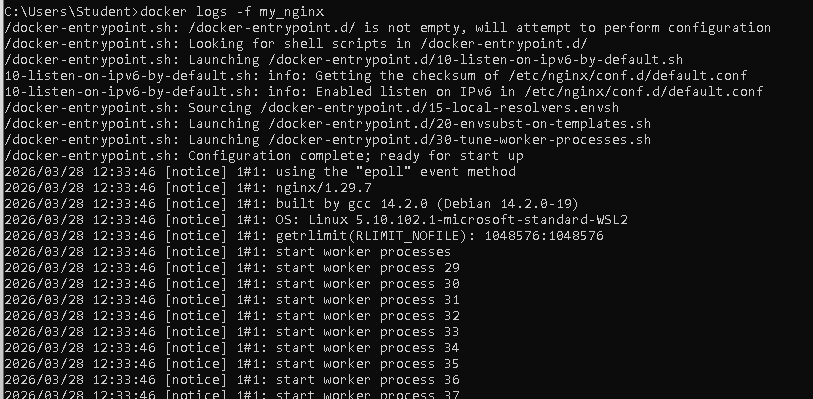 C:\Users\Student>docker logs -f my_nginx
/docker-entrypoint.sh: /docker-entrypoint.d/ is not empty, will attempt to perform configuration
/docker-entrypoint.sh: Looking for shell scripts in /docker-entrypoint.d/
/docker-entrypoint.sh: Launching /docker-entrypoint.d/10-listen-on-ipv6-by-default.sh
10-listen-on-ipv6-by-default.sh: info: Getting the checksum of /etc/nginx/conf.d/default.conf
10-listen-on-ipv6-by-default.sh: info: Enabled listen on IPv6 in /etc/nginx/conf.d/default.conf
/docker-entrypoint.sh: Sourcing /docker-entrypoint.d/15-local-resolvers.envsh
/docker-entrypoint.sh: Launching /docker-entrypoint.d/20-envsubst-on-templates.sh
/docker-entrypoint.sh: Launching /docker-entrypoint.d/30-tune-worker-processes.sh
/docker-entrypoint.sh: Configuration complete; ready for start up
2026/03/28 12:33:46 [notice] 1#1: using the "epoll" event method
2026/03/28 12:33:46 [notice] 1#1: nginx/1.29.7
2026/03/28 12:33:46 [notice] 1#1: built by gcc 14.2.0 (Debian 14.2.0-19)
2026/03/28 12:33:46 [notice] 1#1: OS: Linux 5.10.102.1-microsoft-standard-WSL2
2026/03/28 12:33:46 [notice] 1#1: getrlimit(RLIMIT_NOFILE): 1048576:1048576
2026/03/28 12:33:46 [notice] 1#1: start worker processes
2026/03/28 12:33:46 [notice] 1#1: start worker process 29
2026/03/28 12:33:46 [notice] 1#1: start worker process 30
2026/03/28 12:33:46 [notice] 1#1: start worker process 31
2026/03/28 12:33:46 [notice] 1#1: start worker process 32
2026/03/28 12:33:46 [notice] 1#1: start worker process 33
2026/03/28 12:33:46 [notice] 1#1: start worker process 34
2026/03/28 12:33:46 [notice] 1#1: start worker process 35
2026/03/28 12:33:46 [notice] 1#1: start worker process 36
2026/03/28 12:33:46 [notice] 1#1: start worker process 37